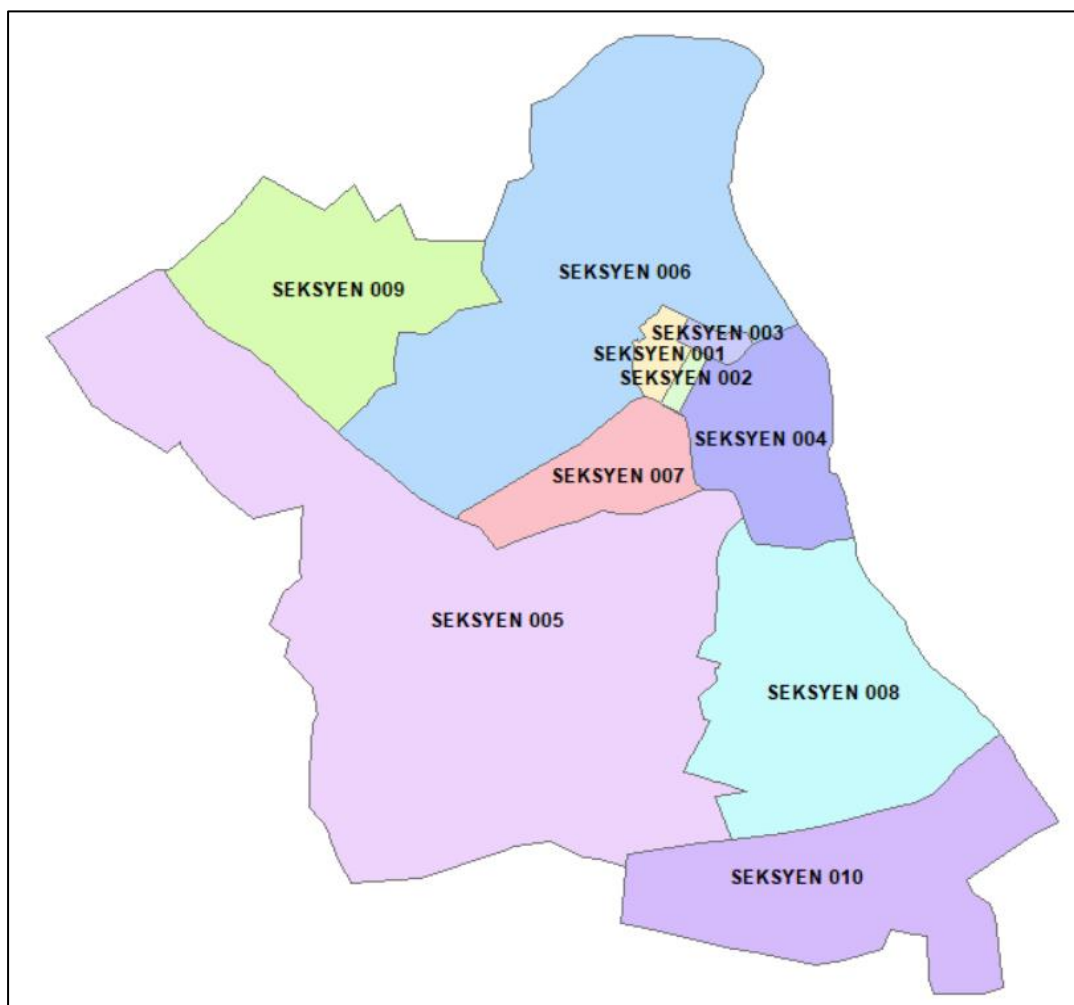 SEKSYEN 006
SEKSYEN 009
SEKSYEN 003
SEKSYEN 001
SEKSYEN 002
SEKSYEN 004
SEKSYEN 007
SEKSYEN 005
SEKSYEN 008
SEKSYEN 010